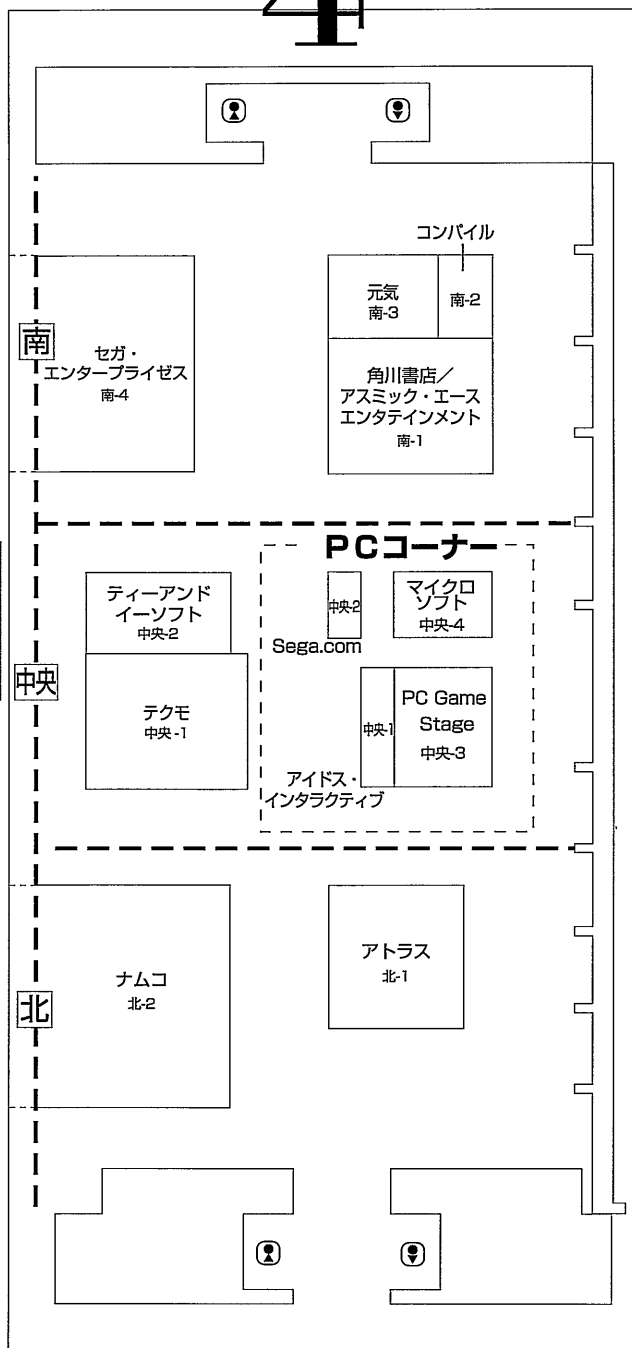 4
コンパイル
元気
南-3
南-2
南
セガ・
エンタープライゼス
南-4
角川書店／
アスミック・エース
エンタテインメント
南-1
PCコーナー
ティーアンド
イーソフト
中央-2
中央-2
Sega.com
マイクロ
ソフト
中央-4
中央
テクモ
中央-1
中央-1
PC Game
Stage
中央-3
アイドス・
インタラクティブ
ナムコ
北-2
アトラス
北-1
北